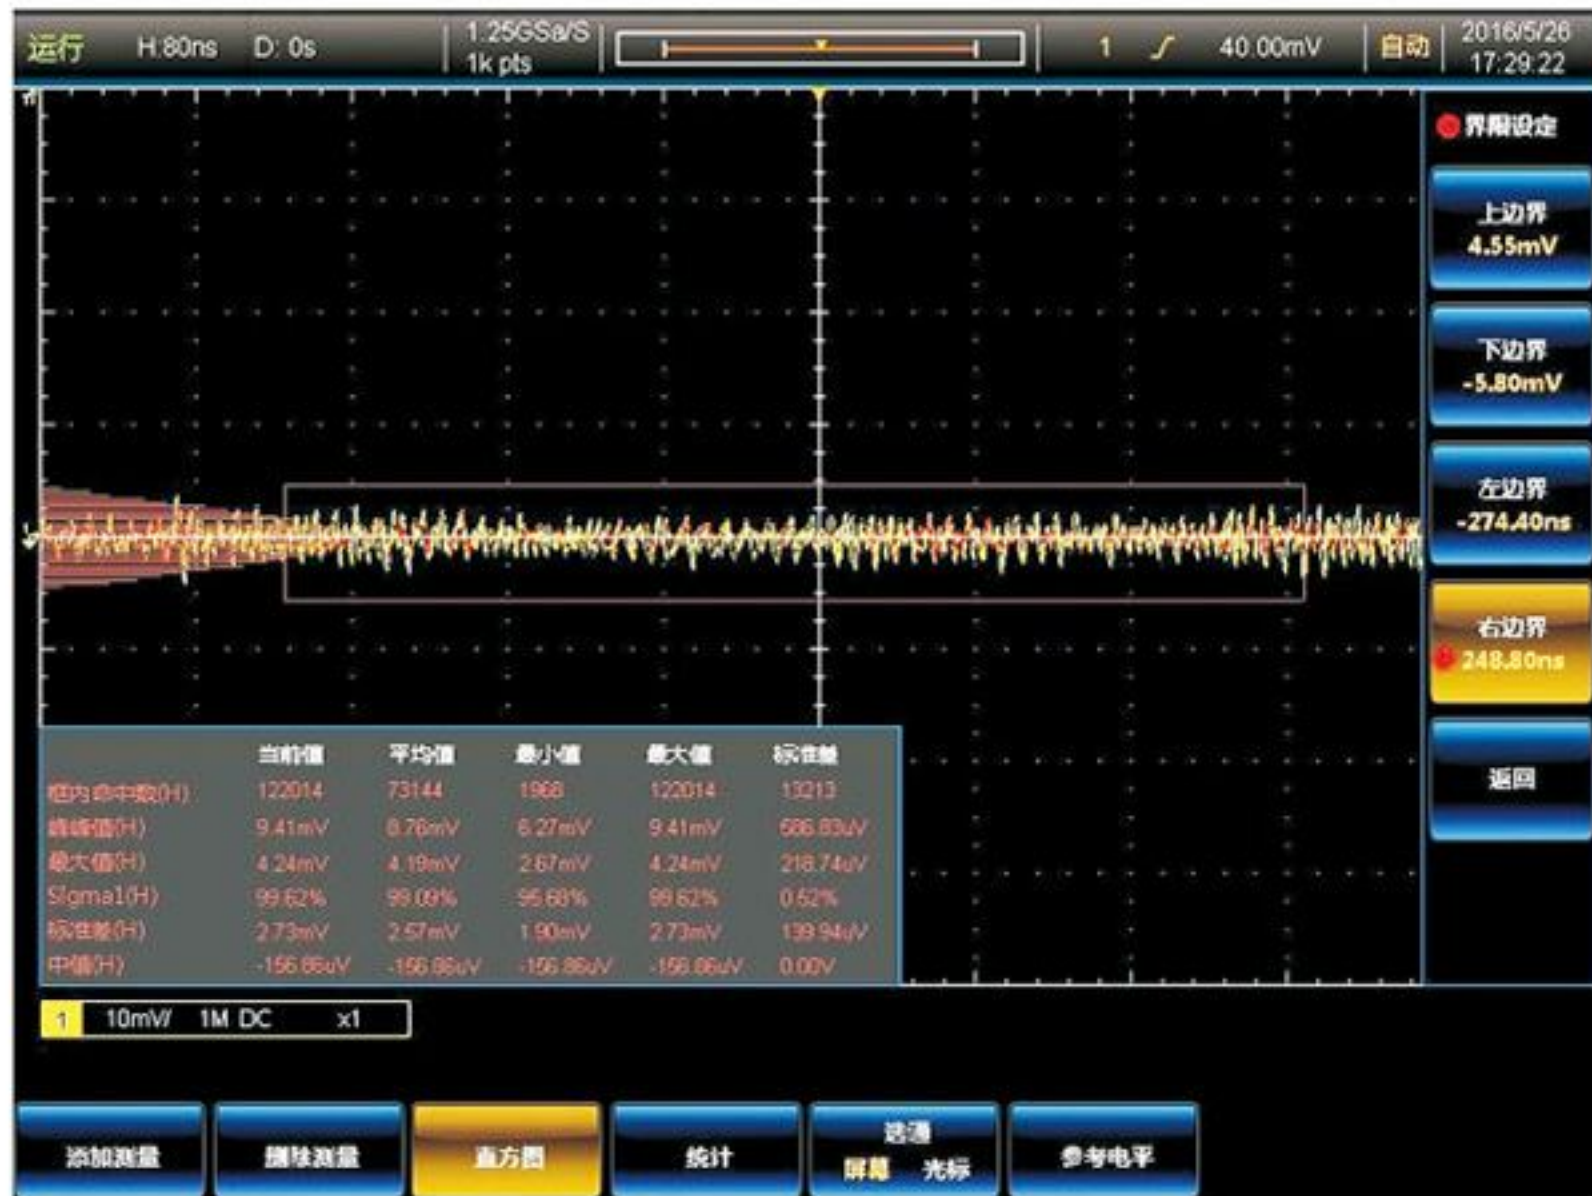 运行 H:80ns D: 0s 1.25GSa/S 1k pts 1 40.00mV 自动 2016/5/26 17:29:22
界限设定
上边界
4.55mV
下边界
-5.80mV
左边界
-274.40ns
右边界
248.80ns
返回
当前值 平均值 最小值 最大值 标准差
框内命中数(H) 122014 73144 1968 122014 13213
峰峰值(H) 9.41mV 8.76mV 6.27mV 9.41mV 686.83uV
最大值(H) 4.24mV 4.19mV 2.67mV 4.24mV 218.74uV
Sigma1(H) 99.62% 98.09% 95.68% 99.62% 0.52%
标准差(H) 2.73mV 2.57mV 1.90mV 2.73mV 139.94uV
中值(H) -156.86uV -156.86uV -156.86uV -156.86uV 0.00V
1 10mV/ 1M DC x1
添加测量 删除测量 直方图 统计 选通 参考电平
屏幕 光标